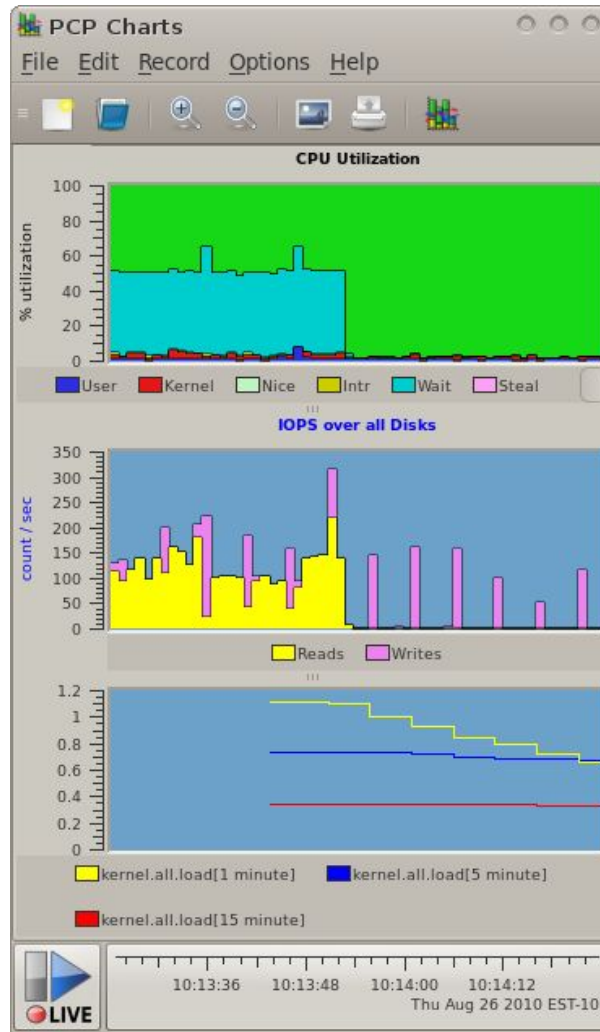 PCP Charts
File Edit Record Options Help
CPU Utilization
% utilization
100
80
60
40
20
0
User Kernel Nice Intr Wait Steal
IOPS over all Disks
count / sec
350
300
250
200
150
100
50
0
Reads Writes
1.2
1
0.8
0.6
0.4
0.2
0
kernel.all.load[1 minute] kernel.all.load[5 minute]
kernel.all.load[15 minute]
LIVE
10:13:36 10:13:48 10:14:00 10:14:12
Thu Aug 26 2010 EST-10